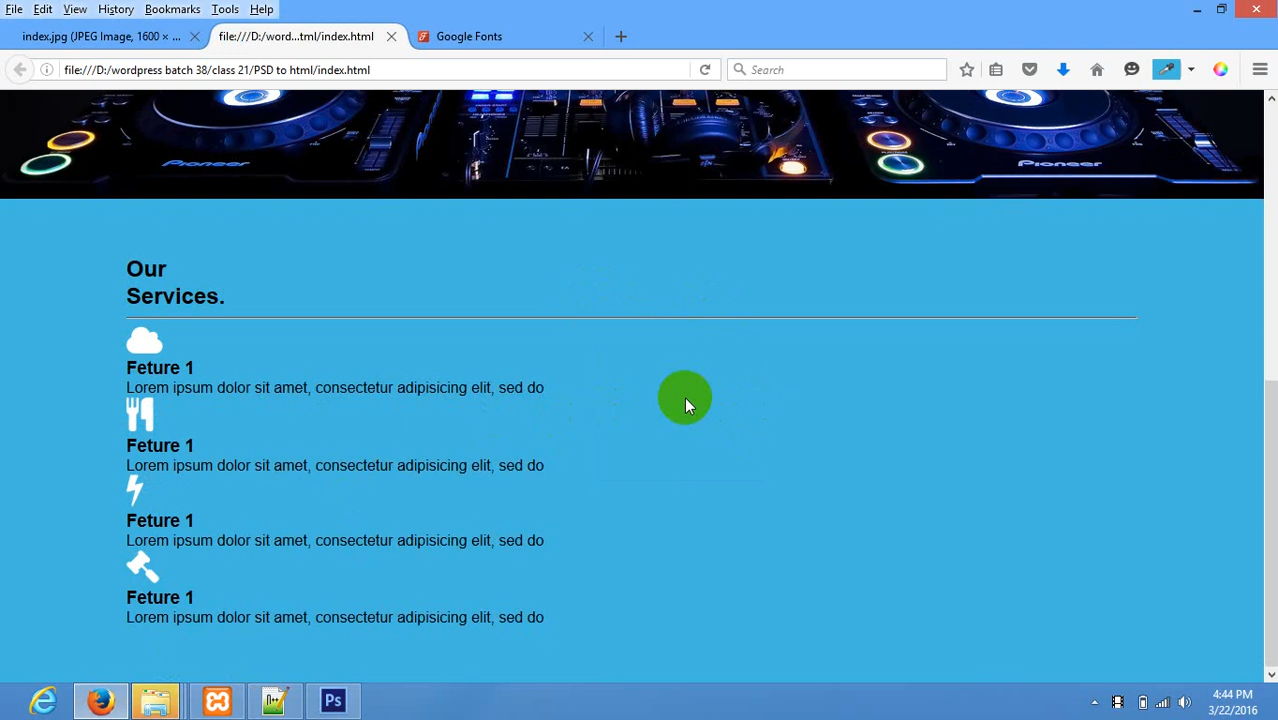 File Edit View History Bookmarks Tools Help
index.jpg (JPEG Image, 1600 × ...
file:///D:/word...tml/index.html
Google Fonts
file:///D:/wordpress batch 38/class 21/PSD to html/index.html
Search
Pioneer
Pioneer
Our
Services.
Feture 1
Lorem ipsum dolor sit amet, consectetur adipisicing elit, sed do
Feture 1
Lorem ipsum dolor sit amet, consectetur adipisicing elit, sed do
Feture 1
Lorem ipsum dolor sit amet, consectetur adipisicing elit, sed do
Feture 1
Lorem ipsum dolor sit amet, consectetur adipisicing elit, sed do
Ps
4:44 PM
3/22/2016